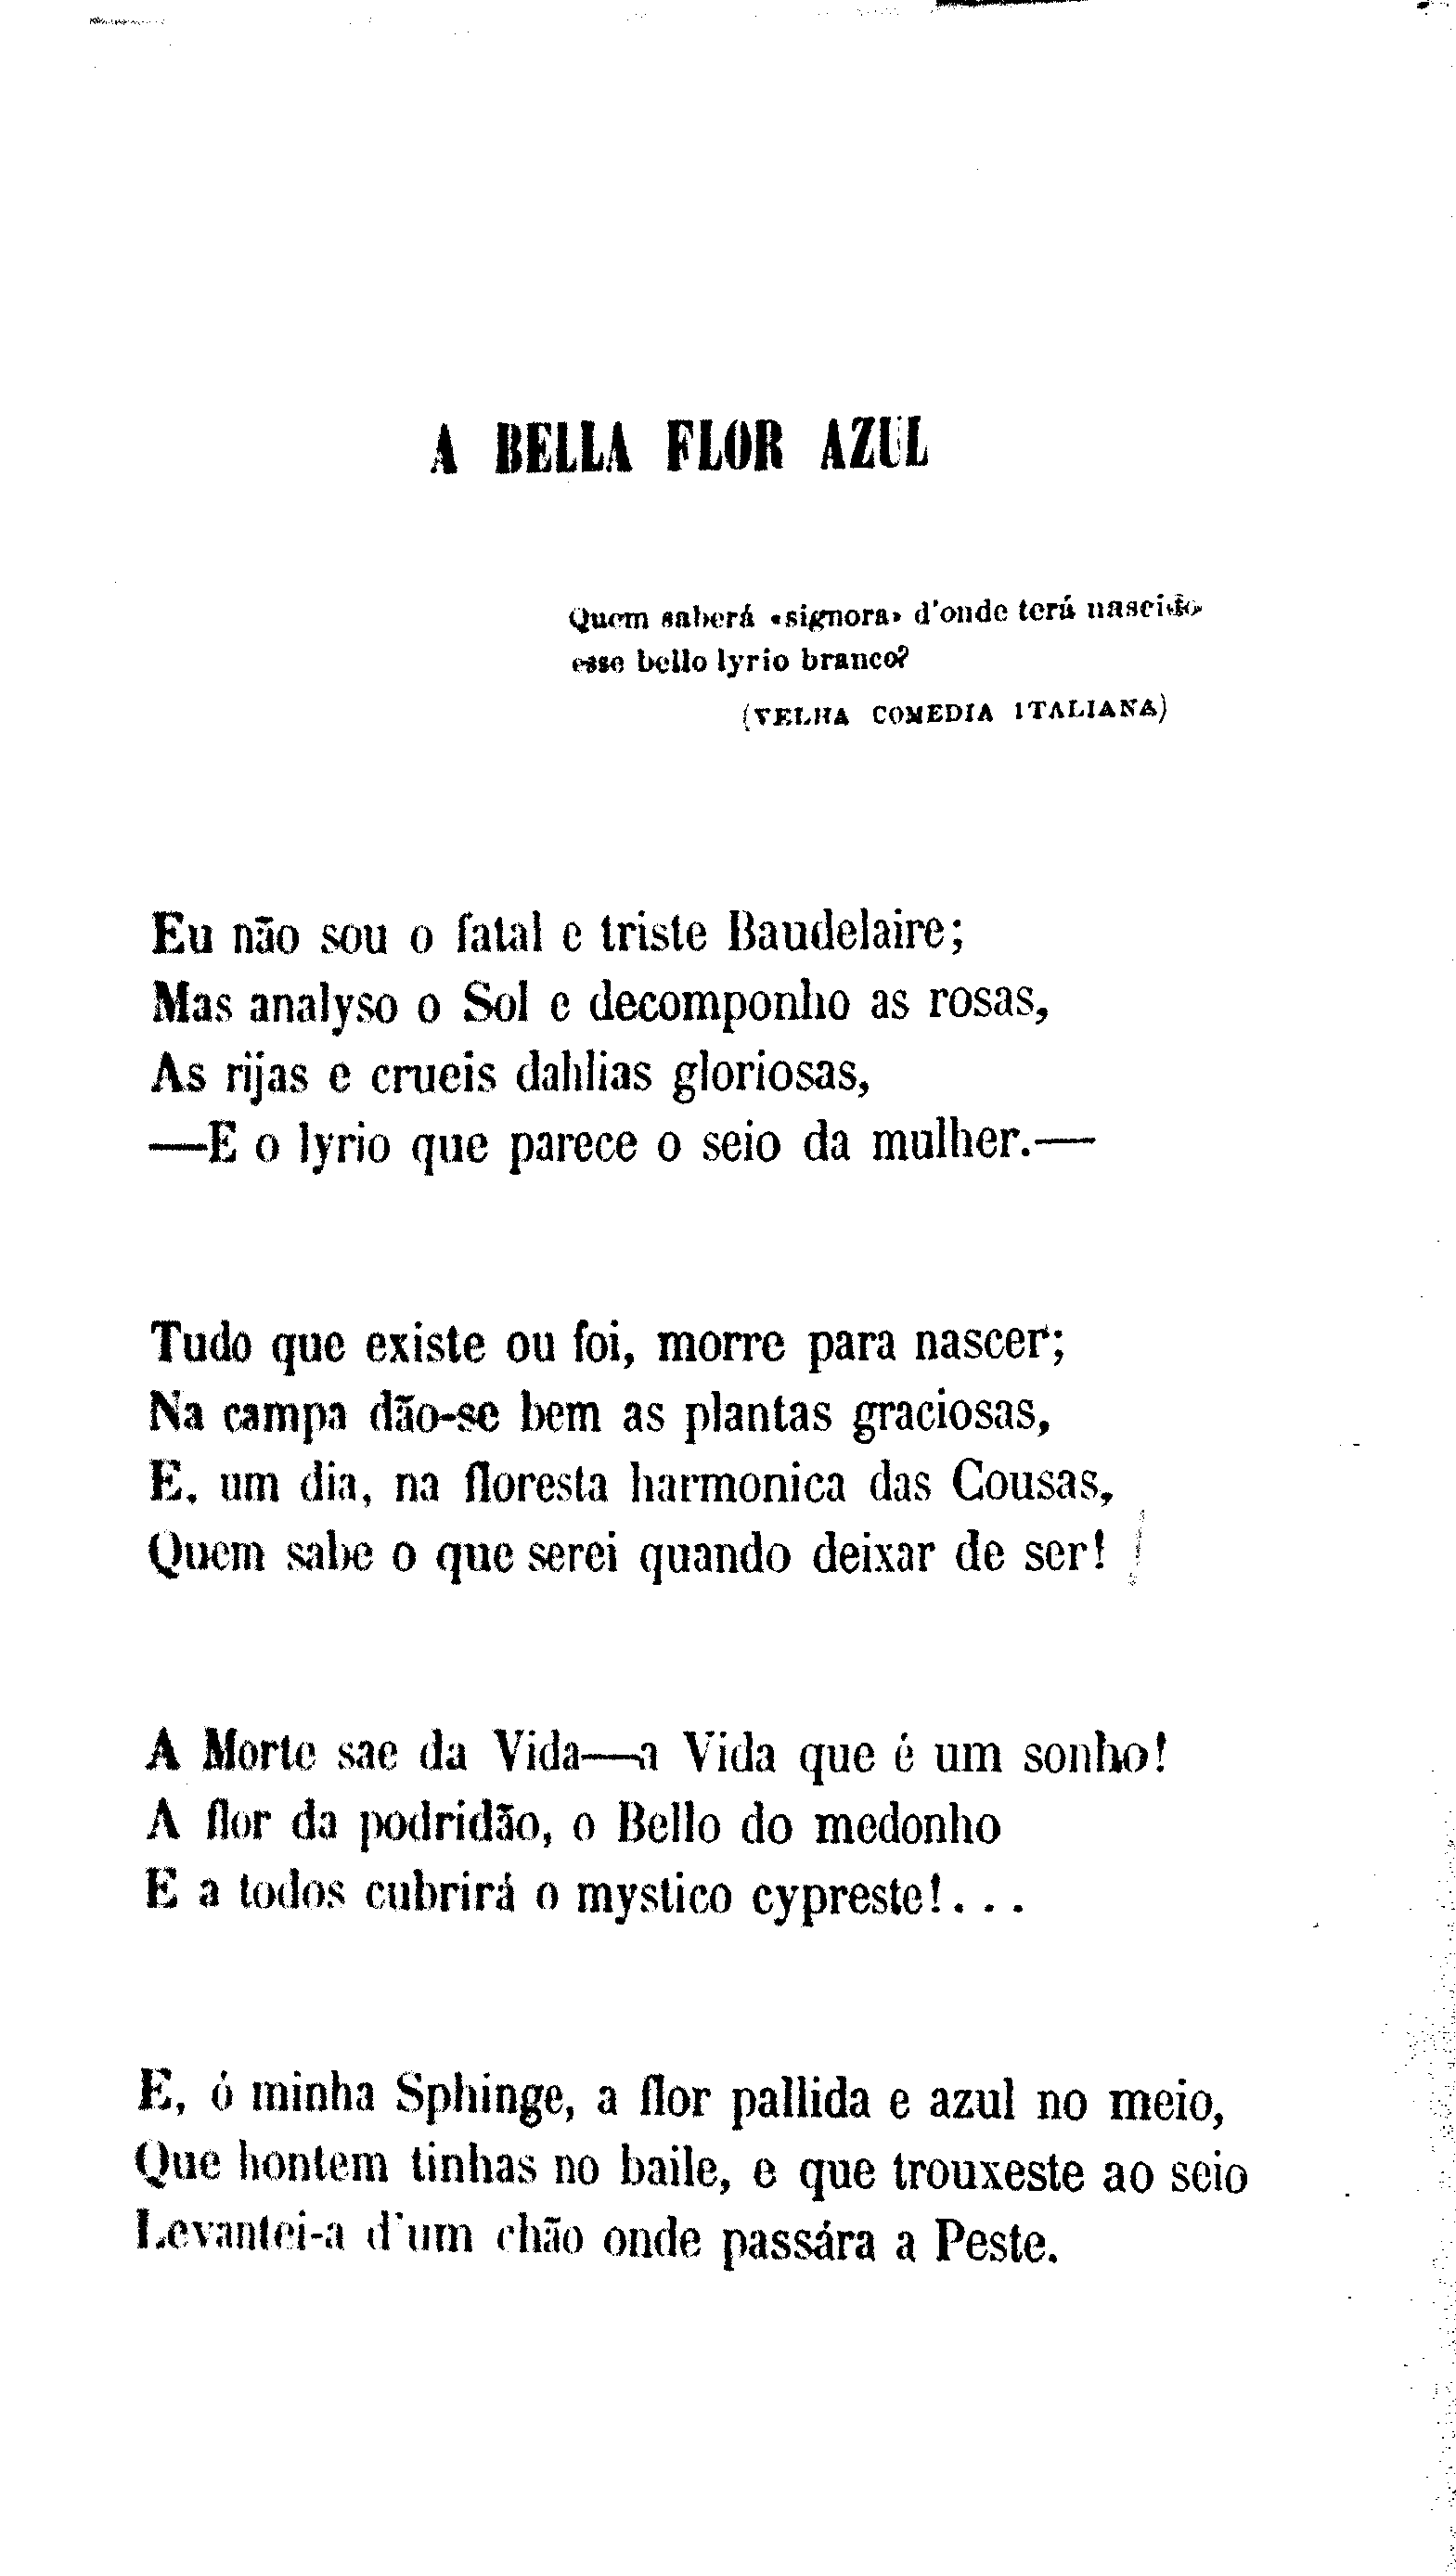 A BELLA FLOR AZUL
Quem saberá «signora» d'onde terá nascido
esse bello lyrio branco?
(VELHA COMEDIA ITALIANA)
Eu não sou o fatal e triste Baudelaire;
Mas analyso o Sol e decomponho as rosas,
As rijas e crueis dahlias gloriosas,
—E o lyrio que parece o seio da mulher.—
Tudo que existe ou foi, morre para nascer;
Na campa dão-se bem as plantas graciosas,
E, um dia, na floresta harmonica das Cousas,
Quem sabe o que serei quando deixar de ser!
A Morte sae da Vida—a Vida que é um sonho!
A flor da podridão, o Bello do medonho
E a todos cubrirá o mystico cypreste!...
E, ó minha Sphinge, a flor pallida e azul no meio,
Que hontem tinhas no baile, e que trouxeste ao seio
Levantei-a d'um chão onde passára a Peste.